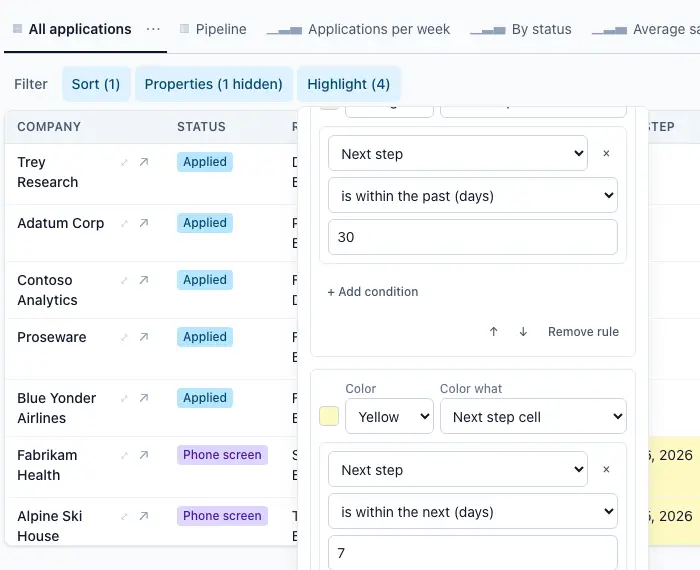 All applications ··· Pipeline Applications per week By status Average sa
Filter Sort (1) Properties (1 hidden) Highlight (4)
COMPANY STATUS
Next step ×
is within the past (days)
30
+ Add condition
↑ ↓ Remove rule
Color Color what
Yellow Next step cell
Next step ×
is within the next (days)
7
Trey Research Applied
Adatum Corp Applied
Contoso Analytics Applied
Proseware Applied
Blue Yonder Airlines Applied
Fabrikam Health Phone screen 5, 2026
Alpine Ski House Phone screen 5, 2026